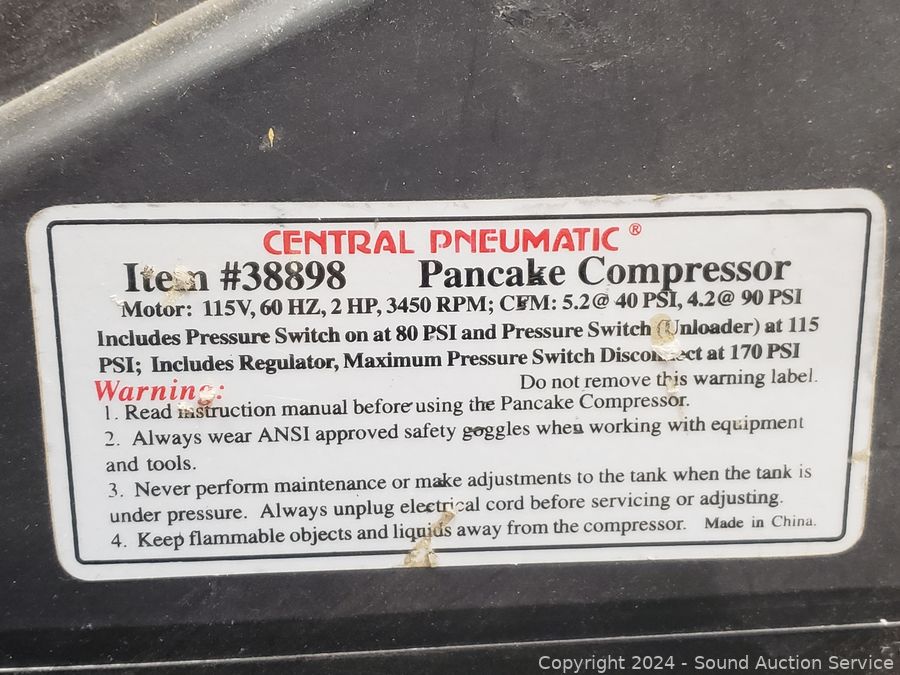 CENTRAL PNEUMATIC ®
Item #38898 Pancake Compressor
Motor: 115V, 60 HZ, 2 HP, 3450 RPM; CFM: 5.2@ 40 PSI, 4.2@ 90 PSI
Includes Pressure Switch on at 80 PSI and Pressure Switch (Unloader) at 115
PSI; Includes Regulator, Maximum Pressure Switch Disconnect at 170 PSI
Warning: Do not remove this warning label.
1. Read instruction manual before using the Pancake Compressor.
2. Always wear ANSI approved safety goggles when working with equipment
and tools.
3. Never perform maintenance or make adjustments to the tank when the tank is
under pressure. Always unplug electrical cord before servicing or adjusting.
4. Keep flammable objects and liquids away from the compressor. Made in China.
Copyright 2024 - Sound Auction Service